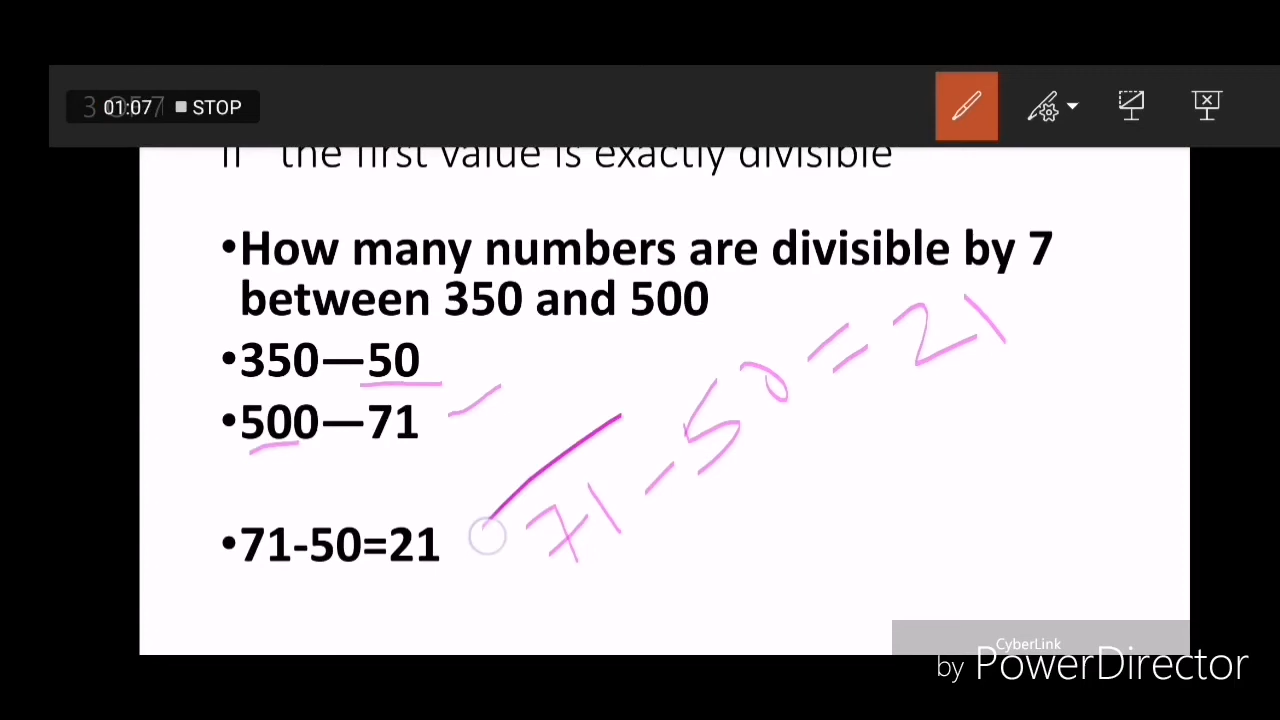 01:07 STOP
If the first value is exactly divisible
•How many numbers are divisible by 7
between 350 and 500
•350—50
•500—71
71-50=21
•71-50=21
CyberLink
by PowerDirector